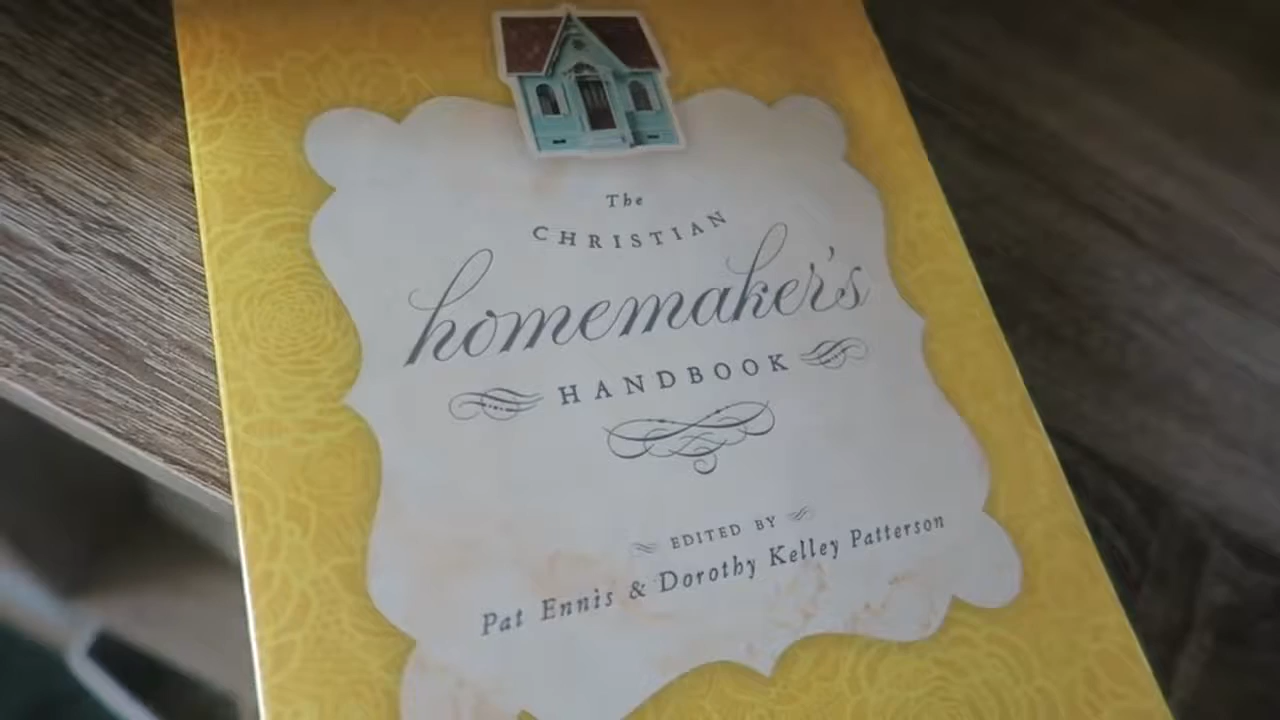 The
CHRISTIAN
homemaker's
HANDBOOK
EDITED BY
Pat Ennis & Dorothy Kelley Patterson